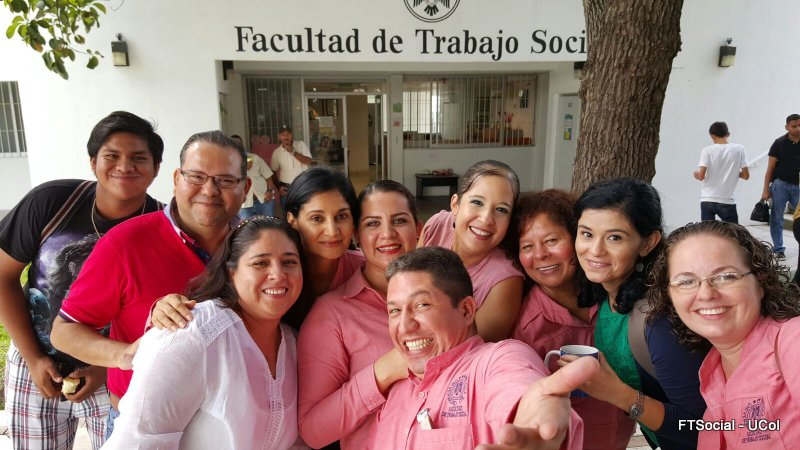 Facultad de Trabajo Soci
FTSocial - UCol